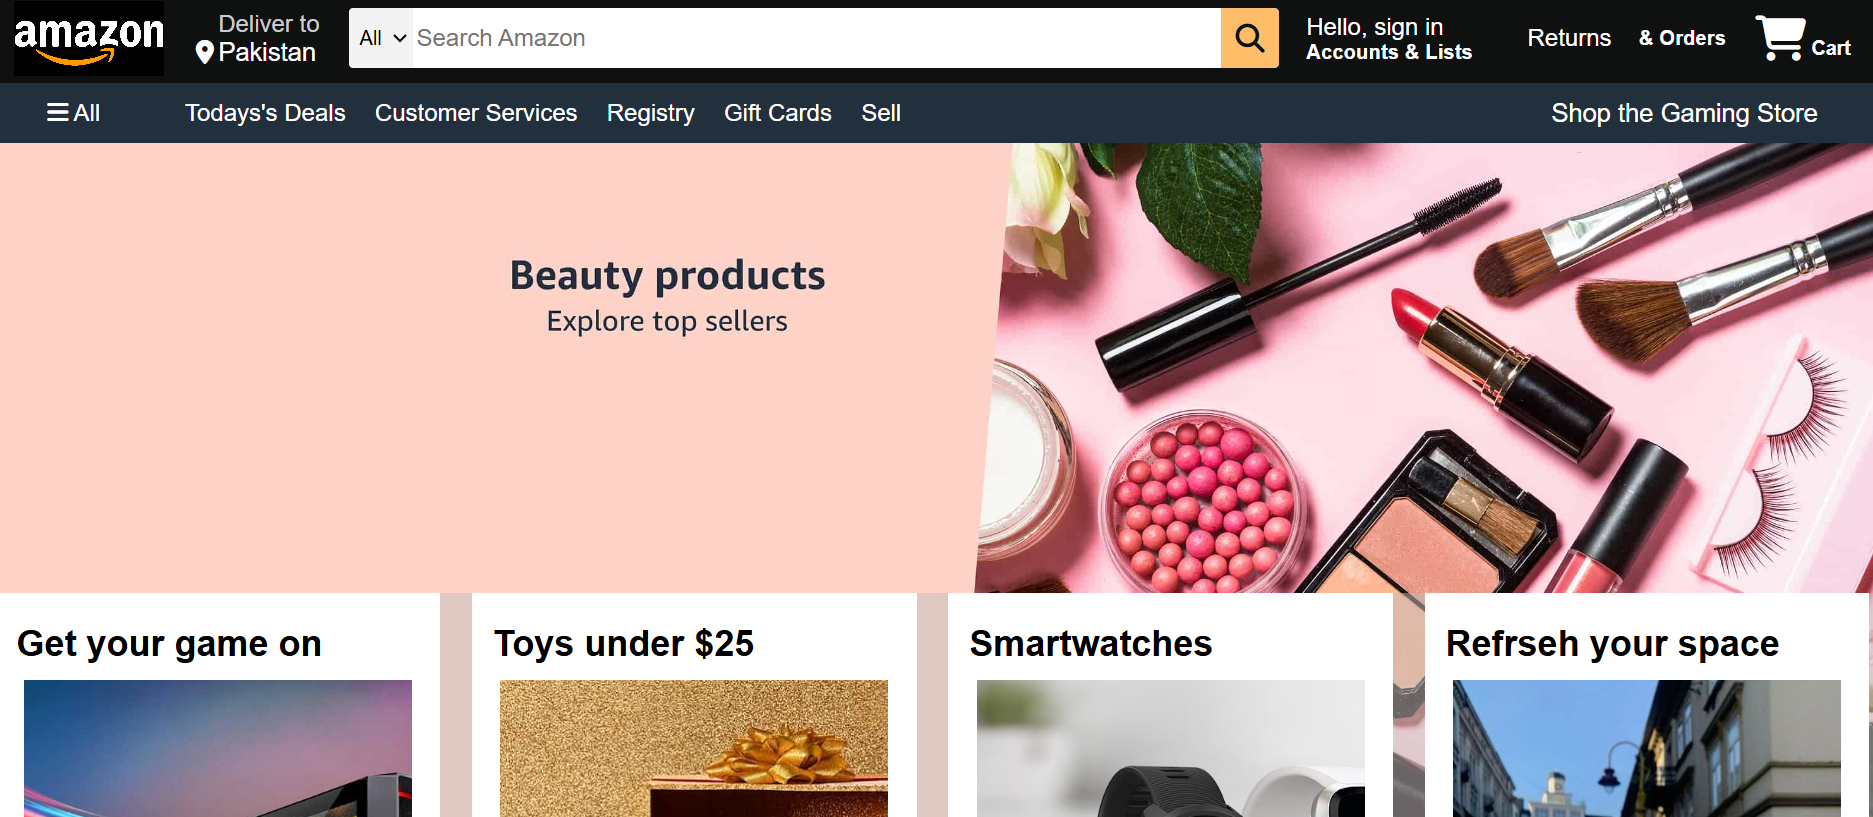 amazon
Deliver to
Pakistan
All
Search Amazon
Hello, sign in
Accounts & Lists
Returns
& Orders
Cart
All
Todays's Deals
Customer Services
Registry
Gift Cards
Sell
Shop the Gaming Store
Beauty products
Explore top sellers
Get your game on
Toys under $25
Smartwatches
Refrseh your space